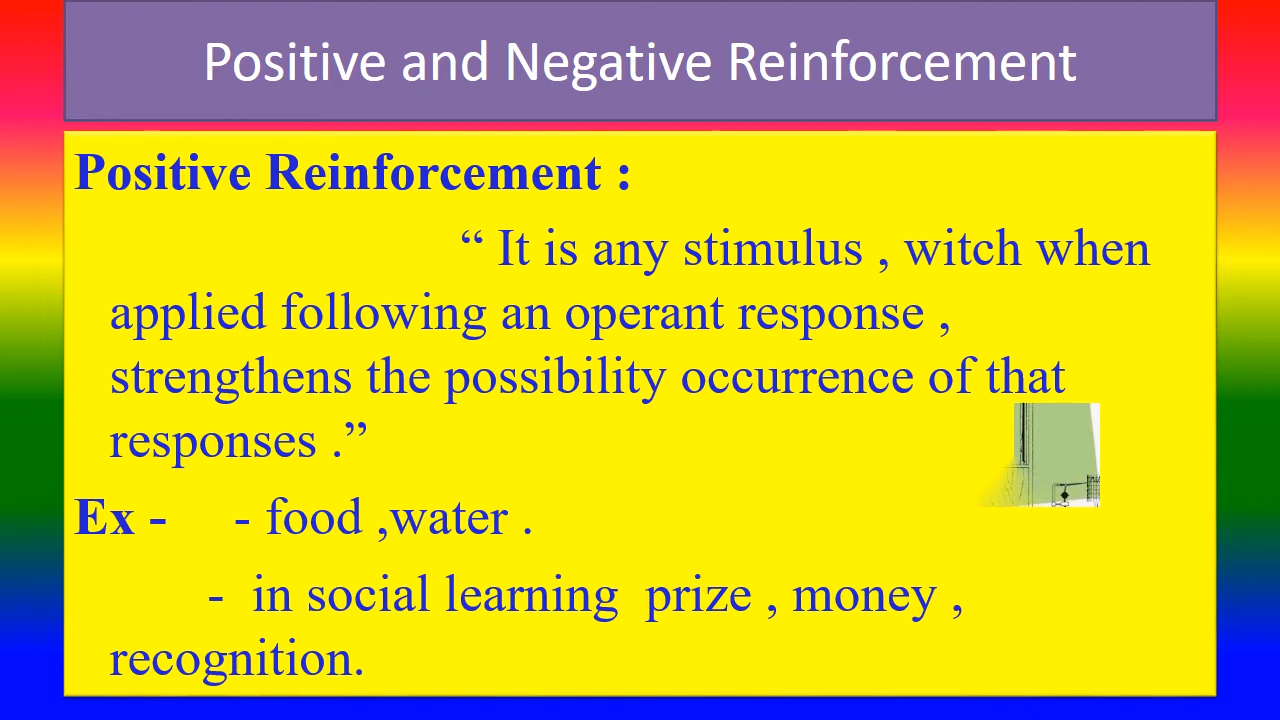 Positive and Negative Reinforcement
Positive Reinforcement :
“ It is any stimulus , witch when
applied following an operant response ,
strengthens the possibility occurrence of that
responses .”
Ex - - food ,water .
- in social learning prize , money ,
recognition.